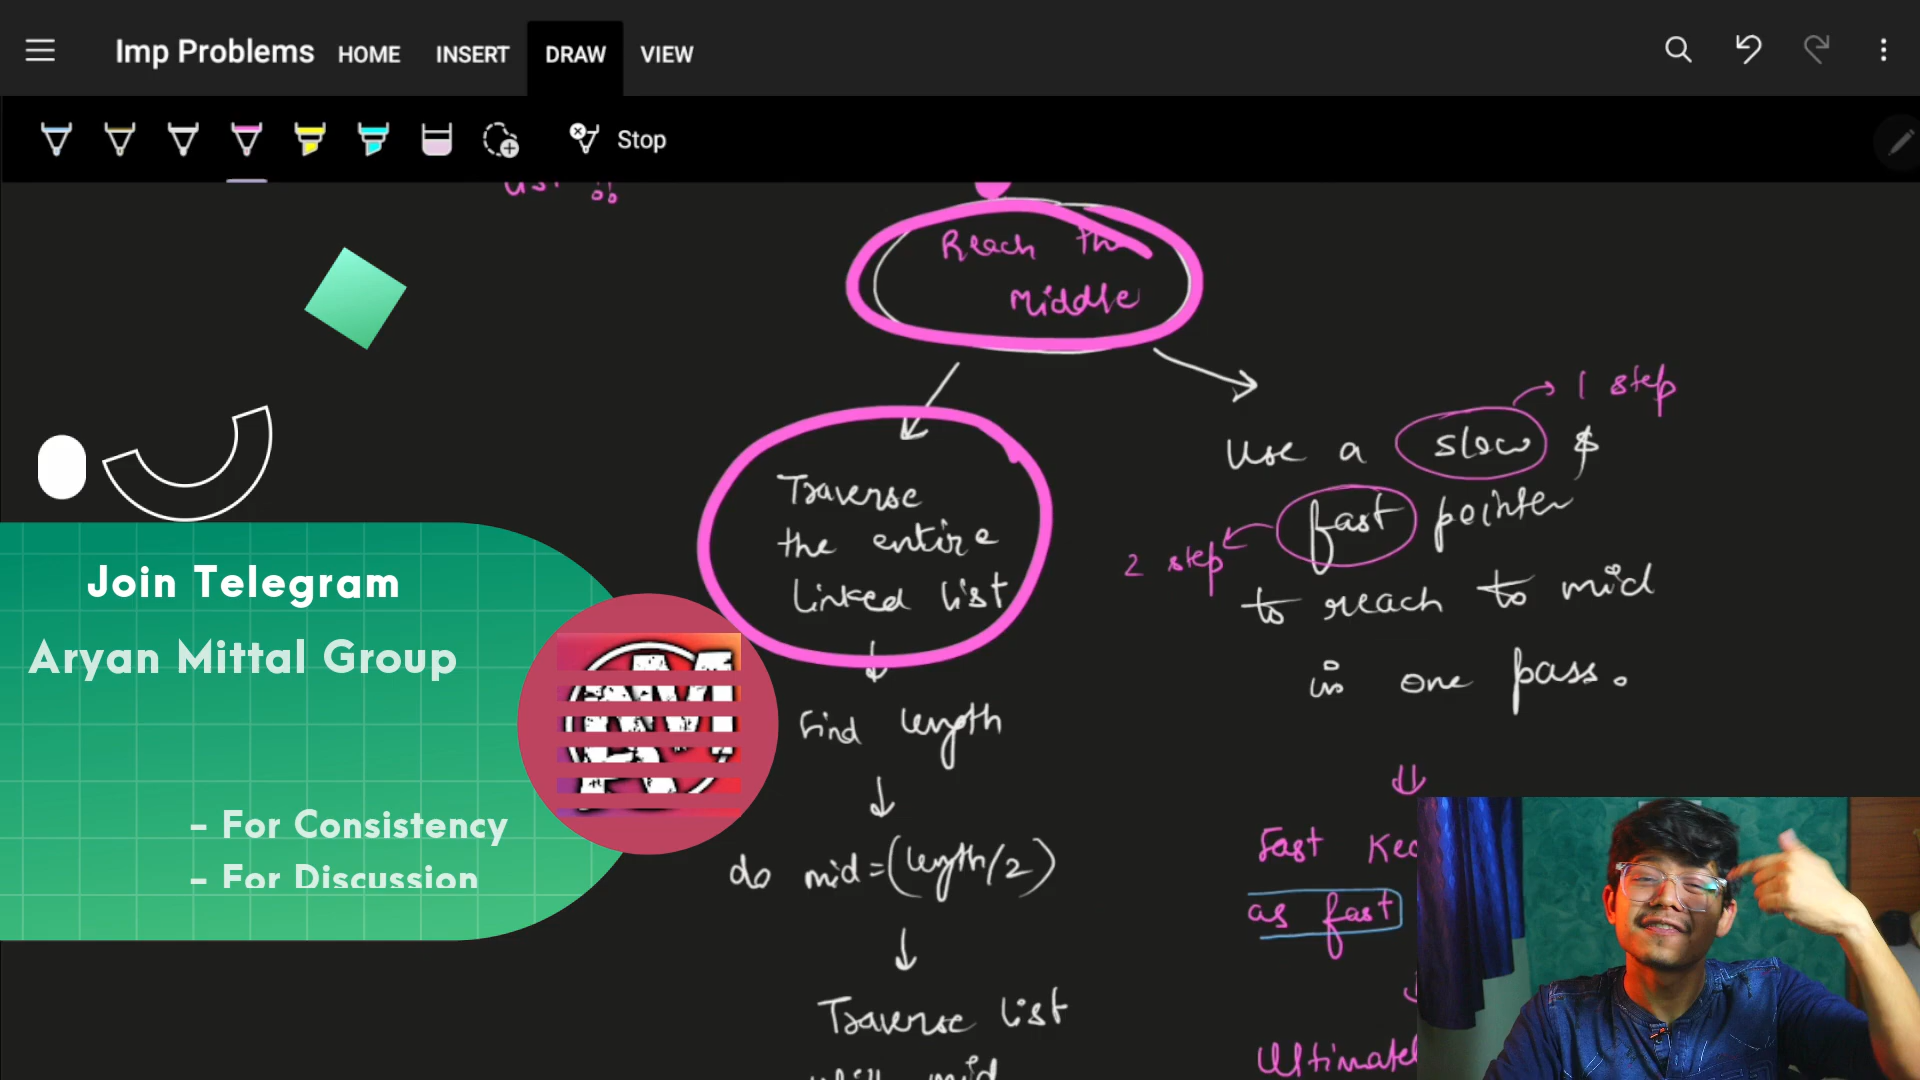 Imp Problems HOME INSERT DRAW VIEW
Stop
Reach the
Middle
Traverse
the entire
Linked list
Find length
do mid = (length/2)
Traverse list
mid
1 step
Use a slow &
fast pointer
2 step
to reach to mid
in one pass.
Fast
as fast
Join Telegram
Aryan Mittal Group
- For Consistency
- For Discussion
AM